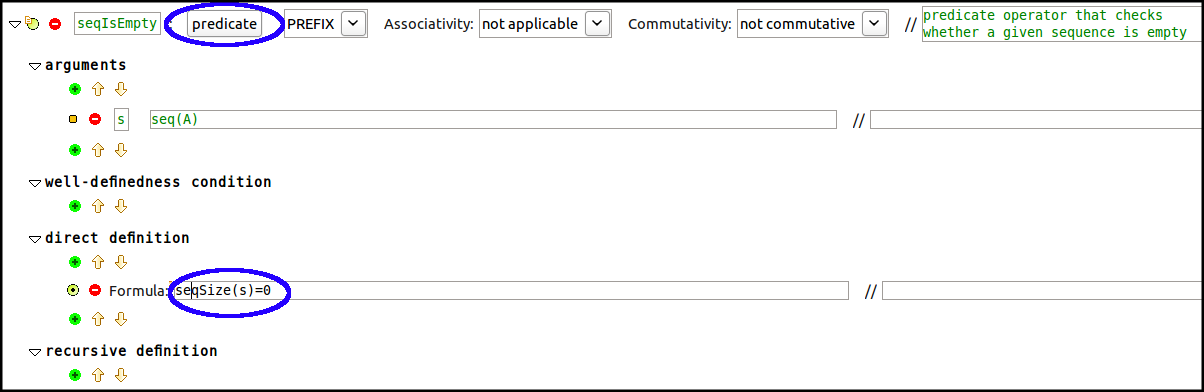 seqIsEmpty predicate PREFIX Associativity: not applicable Commutativity: not commutative // predicate operator that checks
whether a given sequence is empty
arguments
s seq(A) //
well-definedness condition
direct definition
Formula: seqSize(s)=0 //
recursive definition